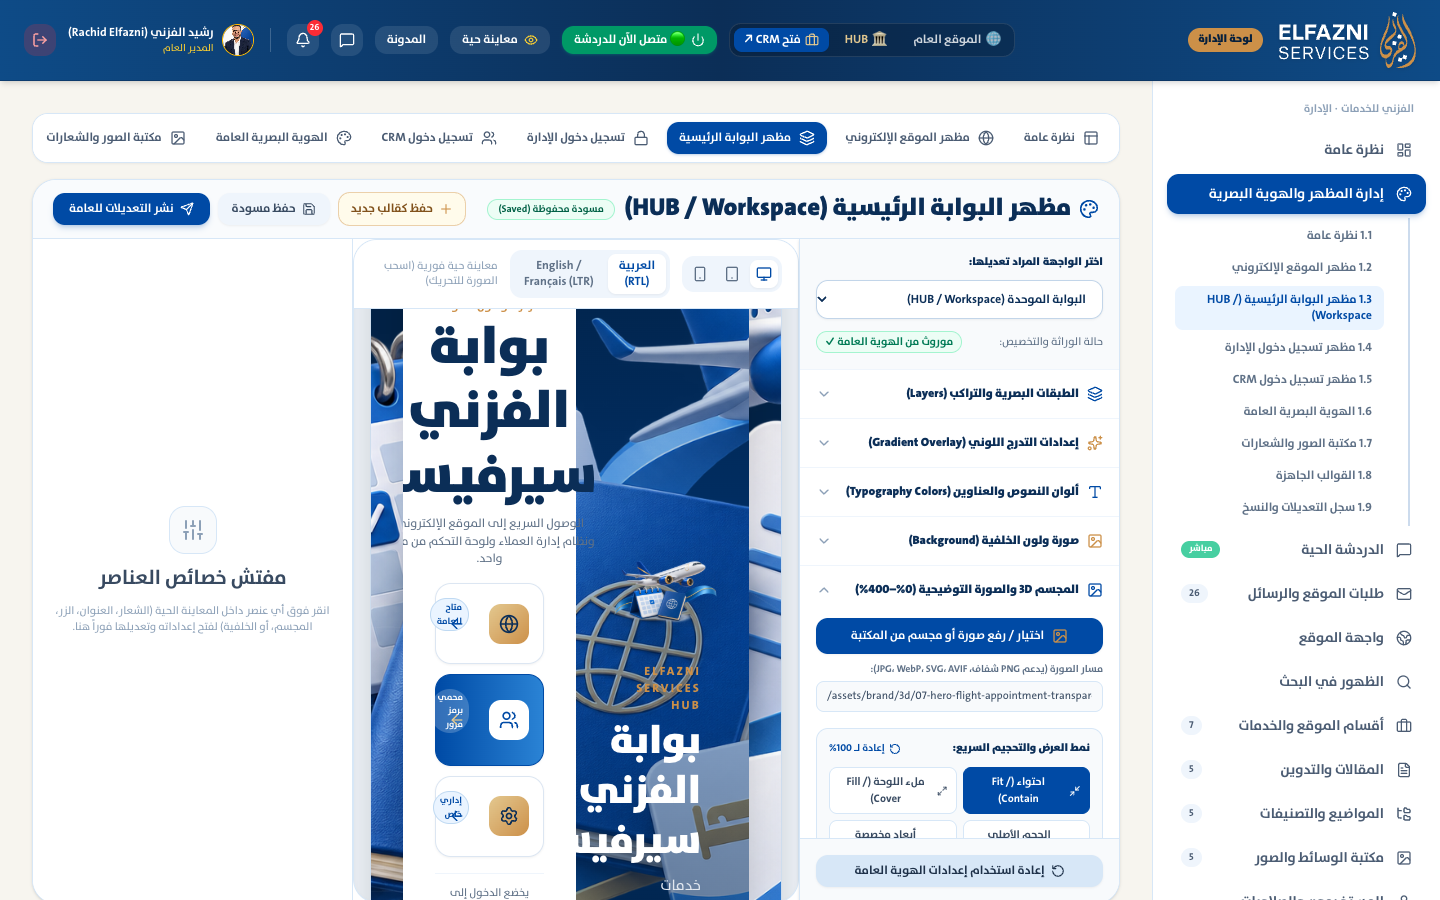 ELFAZNI
SERVICES
لوحة الإدارة
الموقع العام
HUB
فتح CRM ↗
متصل الآن للدردشة
معاينة حية
المدونة
26
رشيد الفزني (Rachid Elfazni)
المدير العام
الفزني للخدمات · الإدارة
نظرة عامة
إدارة المظهر والهوية البصرية
1.1 نظرة عامة
1.2 مظهر الموقع الإلكتروني
1.3 مظهر البوابة الرئيسية (HUB /
Workspace)
1.4 مظهر تسجيل دخول الإدارة
1.5 مظهر تسجيل دخول CRM
1.6 الهوية البصرية العامة
1.7 مكتبة الصور والشعارات
1.8 القوالب الجاهزة
1.9 سجل التعديلات والنسخ
الدردشة الحية
مباشر
طلبات الموقع والرسائل
26
واجهة الموقع
الظهور في البحث
أقسام الموقع والخدمات
7
المقالات والتدوين
5
المواضيع والتصنيفات
5
مكتبة الوسائط والصور
5
نظرة عامة
مظهر الموقع الإلكتروني
مظهر البوابة الرئيسية
تسجيل دخول الإدارة
تسجيل دخول CRM
الهوية البصرية العامة
مكتبة الصور والشعارات
مظهر البوابة الرئيسية (HUB / Workspace)
مسودة محفوظة (Saved)
حفظ كقالب جديد
حفظ مسودة
نشر التعديلات للعامة
اختر الواجهة المراد تعديلها:
البوابة الموحدة (HUB / Workspace)
حالة الوراثة والتخصيص:
موروث من الهوية العامة ✓
الطبقات البصرية والتراكب (Layers)
إعدادات التدرج اللوني (Gradient Overlay)
ألوان النصوص والعناوين (Typography Colors)
صورة ولون الخلفية (Background)
المجسم 3D والصورة التوضيحية (0%–400%)
اختيار / رفع صورة أو مجسم من المكتبة
مسار الصورة (يدعم PNG شفاف، JPG، WebP، SVG، AVIF):
/assets/brand/3d/07-hero-flight-appointment-transpar
نمط العرض والتحجيم السريع:
إعادة لـ 100%
احتواء (Fit /
Contain)
ملء اللوحة (Fill /
Cover)
الحجم الأصلي
أبعاد مخصصة
إعادة استخدام إعدادات الهوية العامة
العربية
(RTL)
English /
Français (LTR)
معاينة حية فورية (اسحب
الصورة للتحريك)
ELFAZNI
SERVICES
HUB
بوابة
الفزني
سيرفيس
خدمات
بوابة
الفزني
سيرفيس
الوصول السريع إلى الموقع الإلكتروني
ونظام إدارة العملاء ولوحة التحكم من م
واحد.
متاح
للعامة
محمي
برمز
مرور
إداري
خاص
يخضع الدخول إلى
مفتش خصائص العناصر
انقر فوق أي عنصر داخل المعاينة الحية (الشعار، العنوان، الزر،
المجسم، أو الخلفية) لفتح إعداداته وتعديلها فوراً هنا.